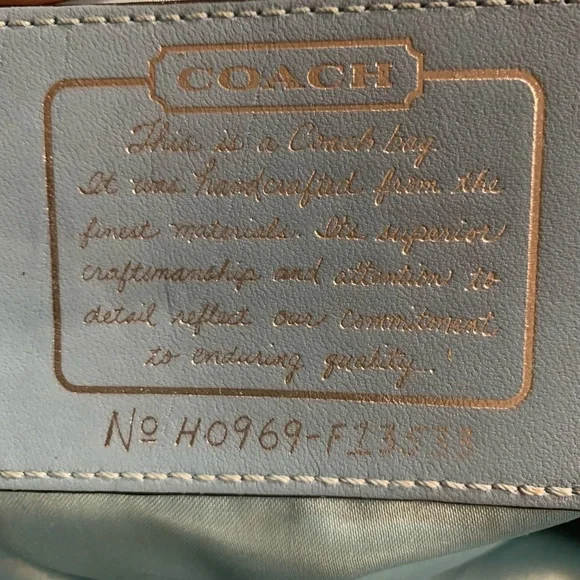 COACH
This is a Coach bag.
It was handcrafted from the
finest materials. Its superior
craftsmanship and attention to
detail reflect our commitment
to enduring quality.
Nº H0969-F13533